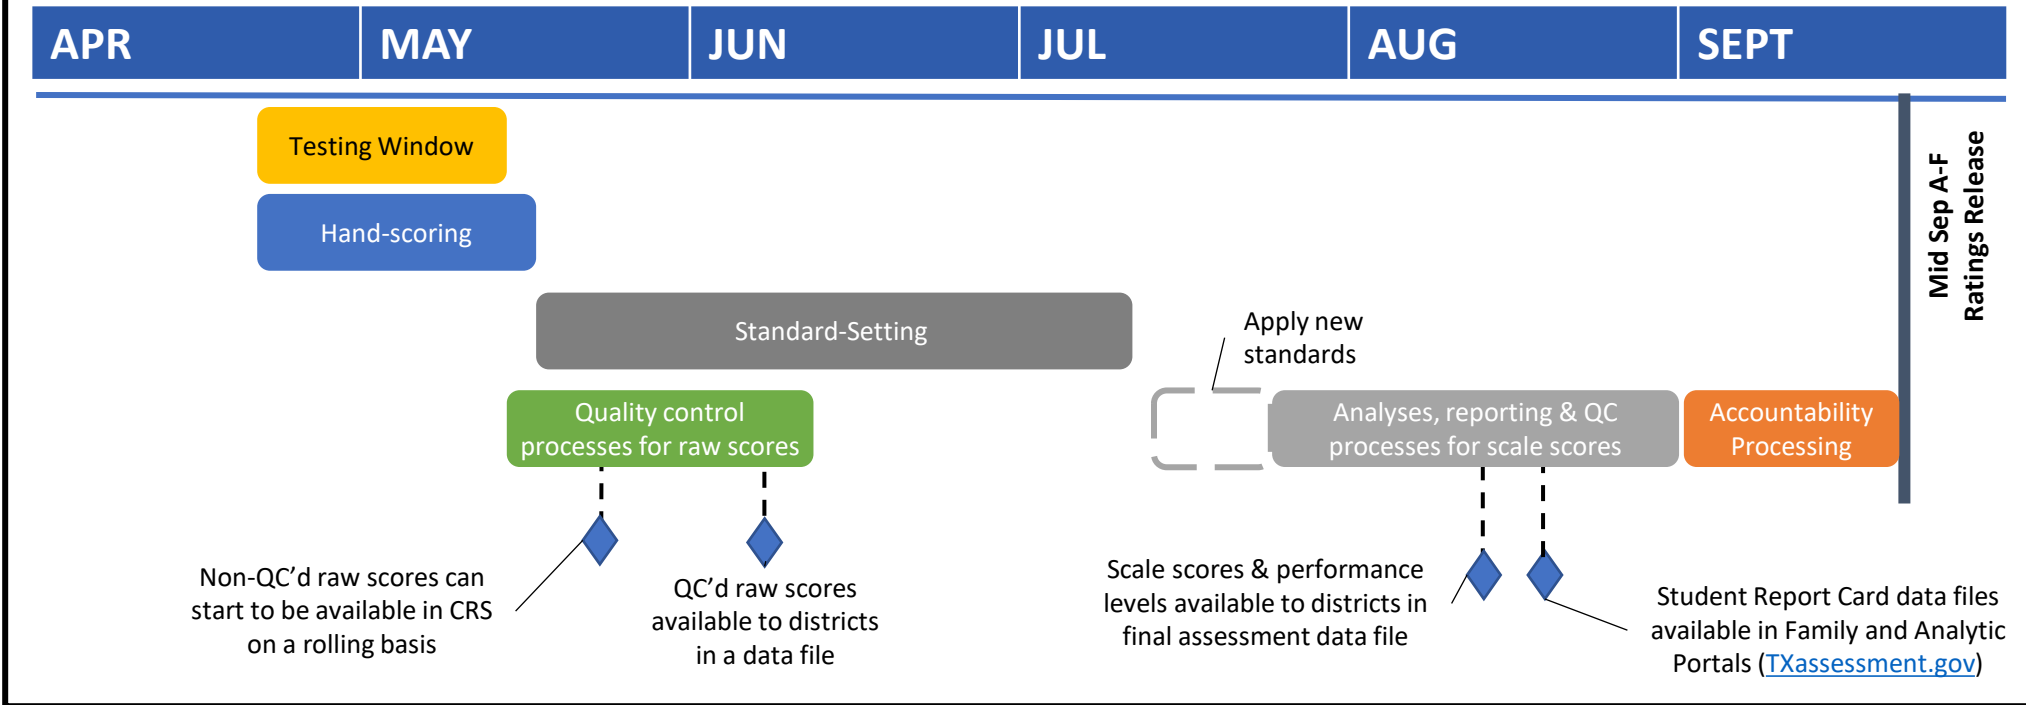 APR
MAY
JUN
JUL
AUG
SEPT
Testing Window
Hand-scoring
Standard-Setting
Apply new
standards
Quality control
processes for raw scores
Analyses, reporting & QC
processes for scale scores
Accountability
Processing
Mid Sep A-F
Ratings Release
Non-QC’d raw scores can
start to be available in CRS
on a rolling basis
QC’d raw scores
available to districts
in a data file
Scale scores & performance
levels available to districts in
final assessment data file
Student Report Card data files
available in Family and Analytic
Portals (TXassessment.gov)